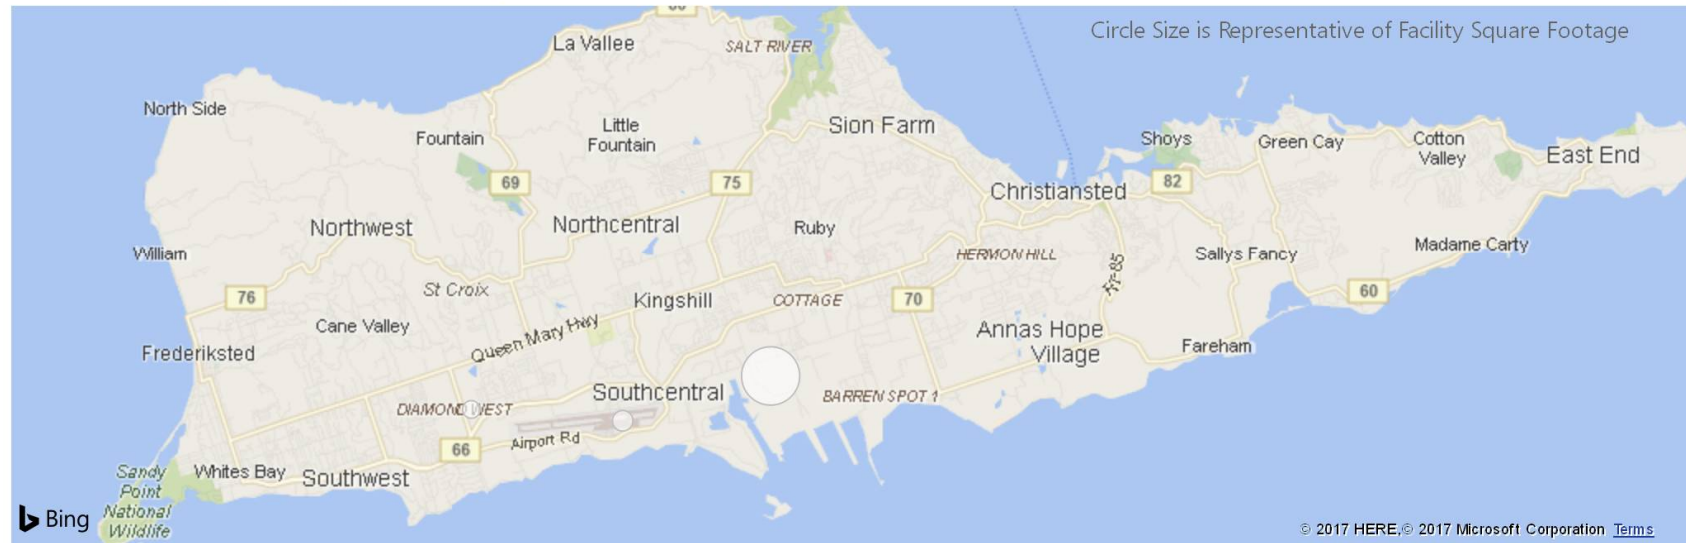 60
Circle Size is Representative of Facility Square Footage
La Vallee
SALT RIVER
North Side
Fountain
Little
Fountain
Sion Farm
Shoys
Green Cay
Cotton
Valley
East End
69
75
82
Christiansted
Northwest
Northcentral
Ruby
William
HERMON HILL
Sallys Fancy
Madame Carty
St Croix
76
Kingshill
COTTAGE
70
60
Cane Valley
Queen Mary Hwy
Annas Hope
Village
Fareham
Frederiksted
Southcentral
BARREN SPOT 1
DIAMOND WEST
66
Airport Rd
Whites Bay
Southwest
Sandy
Point
National
Wildlife
Bing
© 2017 HERE,© 2017 Microsoft Corporation Terms